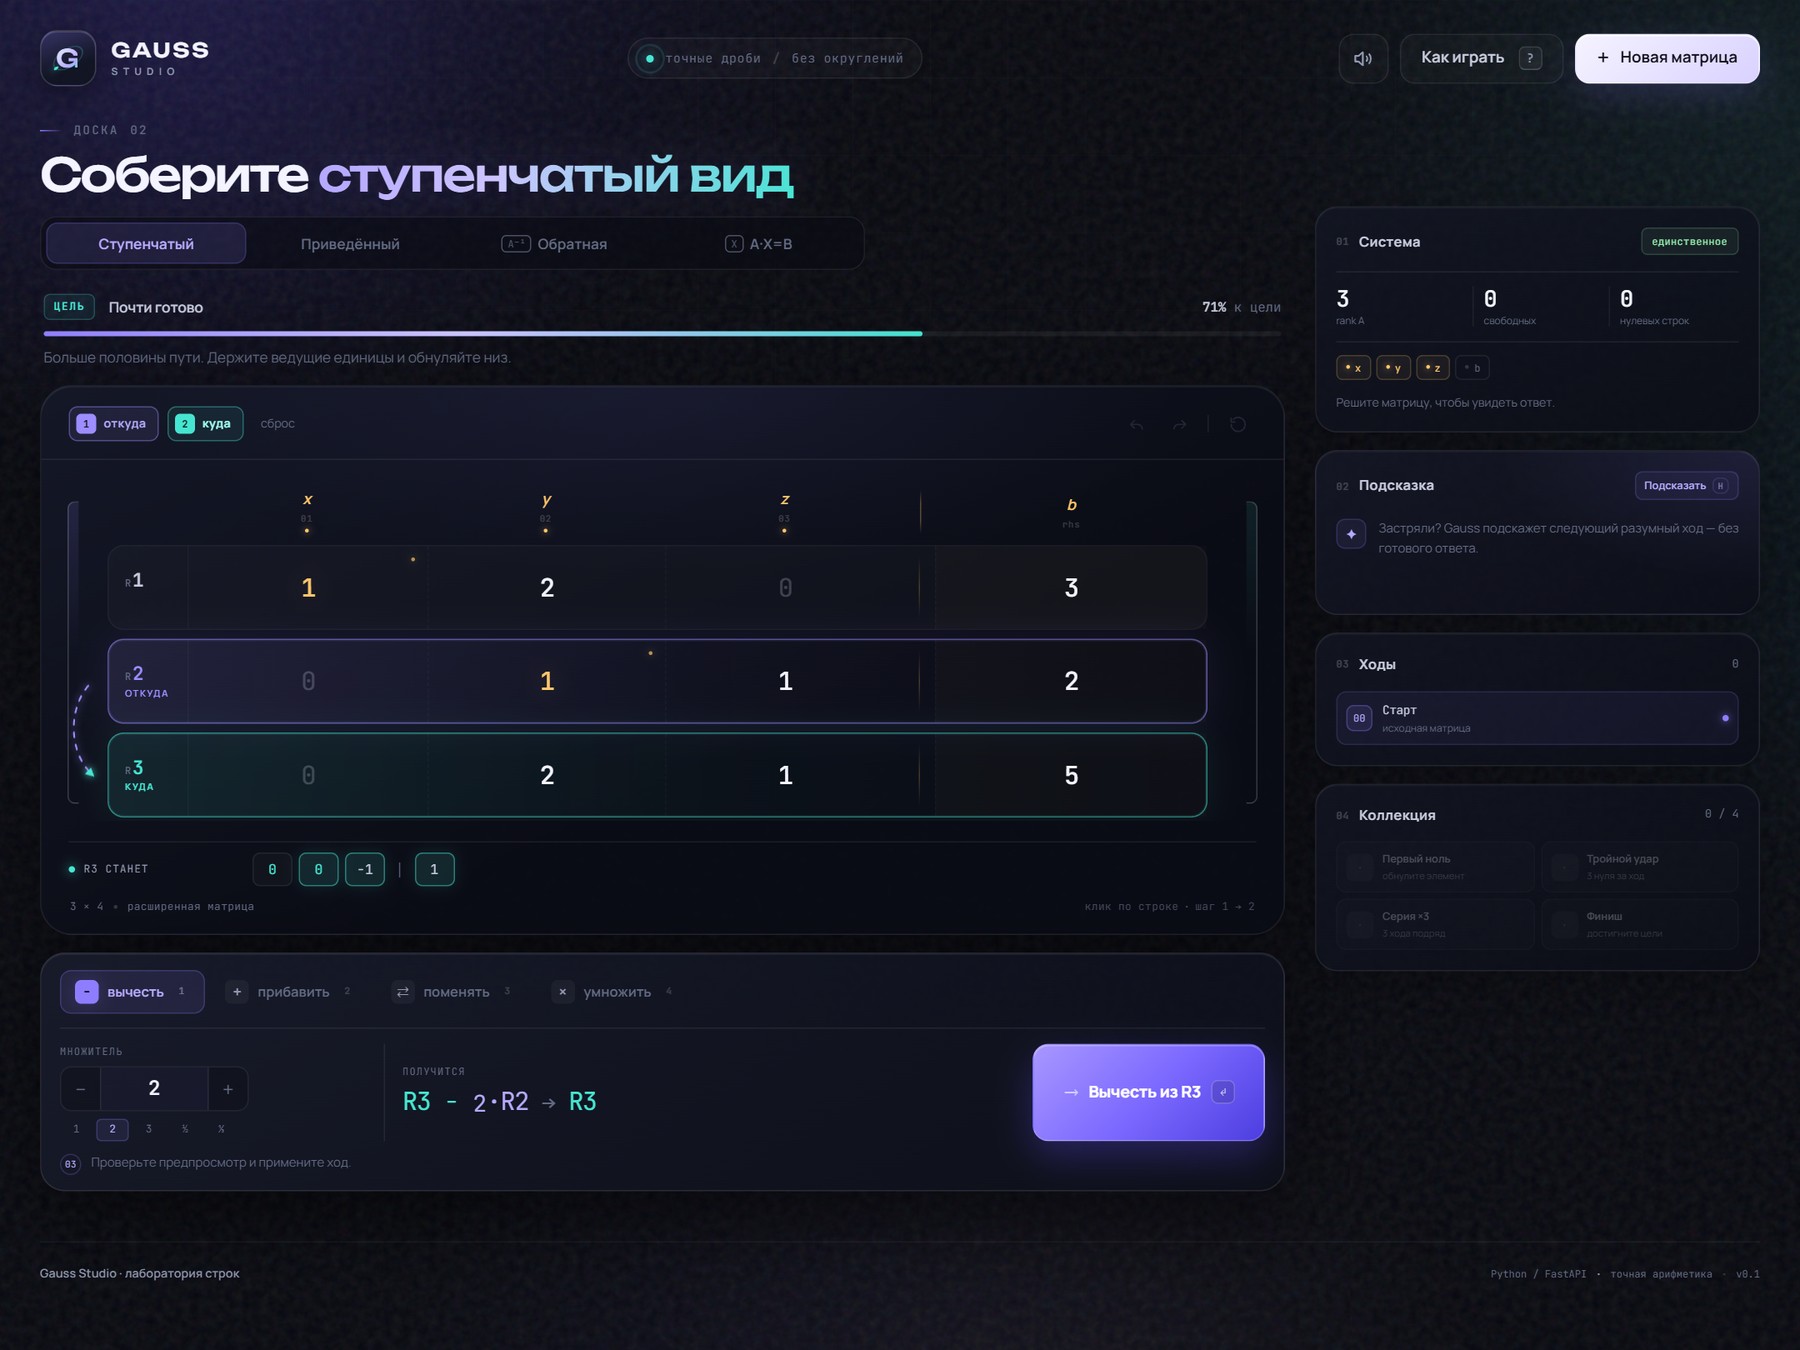 G
GAUSS
STUDIO
точные дроби / без округлений
Как играть ?
+ Новая матрица
ДОСКА 02
Соберите ступенчатый вид
Ступенчатый
Приведённый
A⁻¹ Обратная
X A·X=B
ЦЕЛЬ Почти готово
71% к цели
Больше половины пути. Держите ведущие единицы и обнуляйте низ.
1 откуда
2 куда
сброс
x y z b
01 02 03 rhs
R1 1 2 0 3
R2 0 1 1 2
ОТКУДА
R3 0 2 1 5
КУДА
R3 СТАНЕТ 0 0 -1 | 1
3 × 4 • расширенная матрица
клик по строке · шаг 1 → 2
− вычесть 1
+ прибавить 2
⇄ поменять 3
× умножить 4
МНОЖИТЕЛЬ
− 2 +
1 2 3
ПОЛУЧИТСЯ
R3 − 2·R2 → R3
→ Вычесть из R3
03 Проверьте предпросмотр и примените ход.
01 Система
единственное
3 0 0
rank A свободных нулевых строк
• x • y • z • b
Решите матрицу, чтобы увидеть ответ.
02 Подсказка
Подсказать H
Застряли? Gauss подскажет следующий разумный ход — без
готового ответа.
03 Ходы 0
00 Старт
исходная матрица
04 Коллекция 0 / 4
Первый ноль
обнулите элемент
Тройной удар
3 нуля за ход
Серия ×3
3 хода подряд
Финиш
достигните цели
Gauss Studio · лаборатория строк
Python / FastAPI · точная арифметика · v0.1